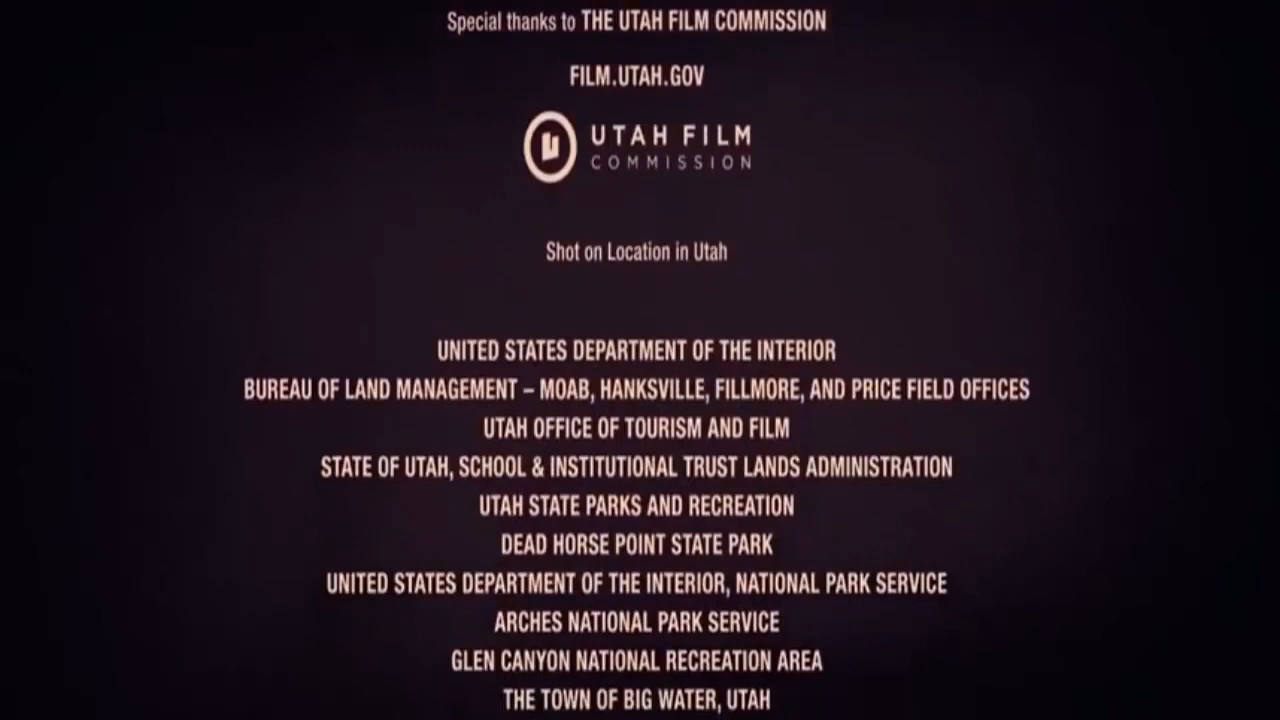 Special thanks to THE UTAH FILM COMMISSION
FILM.UTAH.GOV
UTAH FILM
COMMISSION
Shot on Location in Utah
UNITED STATES DEPARTMENT OF THE INTERIOR
BUREAU OF LAND MANAGEMENT – MOAB, HANKSVILLE, FILLMORE, AND PRICE FIELD OFFICES
UTAH OFFICE OF TOURISM AND FILM
STATE OF UTAH, SCHOOL & INSTITUTIONAL TRUST LANDS ADMINISTRATION
UTAH STATE PARKS AND RECREATION
DEAD HORSE POINT STATE PARK
UNITED STATES DEPARTMENT OF THE INTERIOR, NATIONAL PARK SERVICE
ARCHES NATIONAL PARK SERVICE
GLEN CANYON NATIONAL RECREATION AREA
THE TOWN OF BIG WATER, UTAH